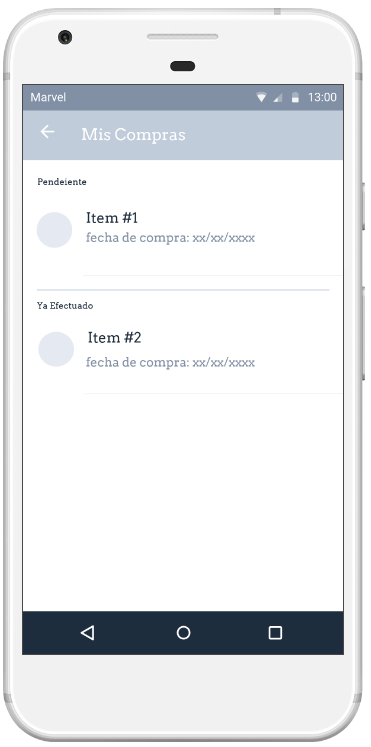 Marvel 13:00
Mis Compras
Pendeiente
Item #1
fecha de compra: xx/xx/xxxx
Ya Efectuado
Item #2
fecha de compra: xx/xx/xxxx